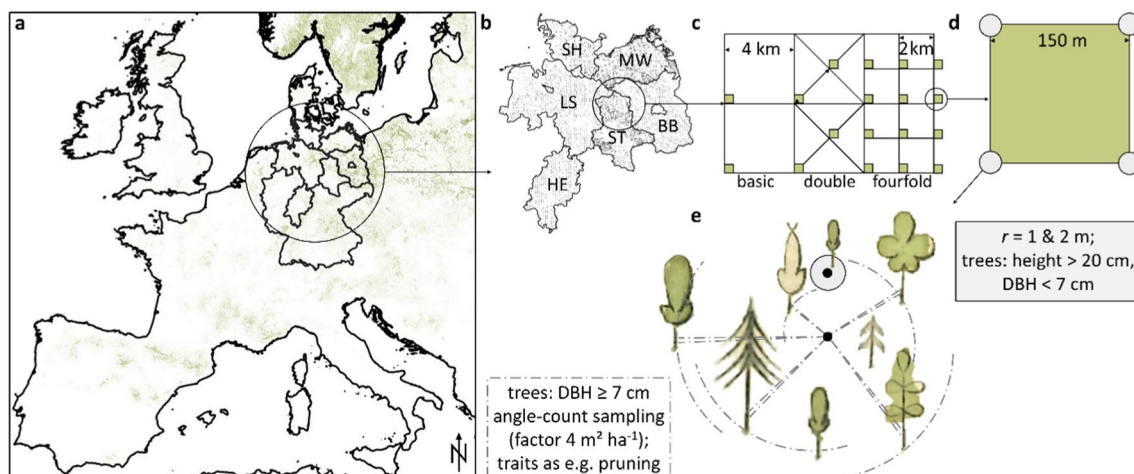 a
b
c
d
SH
MW
LS
ST
BB
HE
4 km
2km
basic double fourfold
150 m
e
r = 1 & 2 m;
trees: height > 20 cm,
DBH < 7 cm
trees: DBH ≥ 7 cm
angle-count sampling
(factor 4 m² ha⁻¹);
traits as e.g. pruning
N